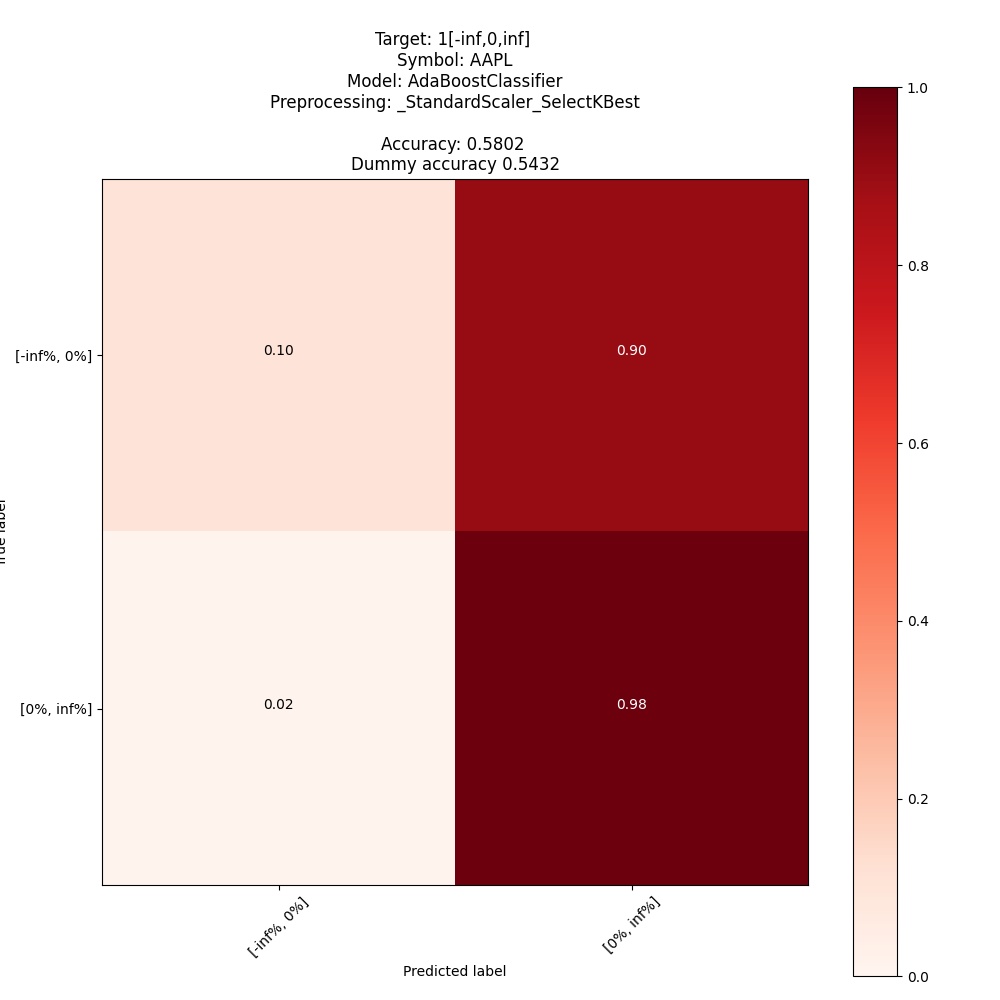 Target: 1[-inf,0,inf]
Symbol: AAPL
Model: AdaBoostClassifier
Preprocessing: _StandardScaler_SelectKBest
Accuracy: 0.5802
Dummy accuracy 0.5432
1.0
0.8
0.6
0.4
0.2
0.0
[-inf%, 0%]
0.10
0.90
label
[0%, inf%]
0.02
0.98
[-inf%, 0%]
[0%, inf%]
Predicted label